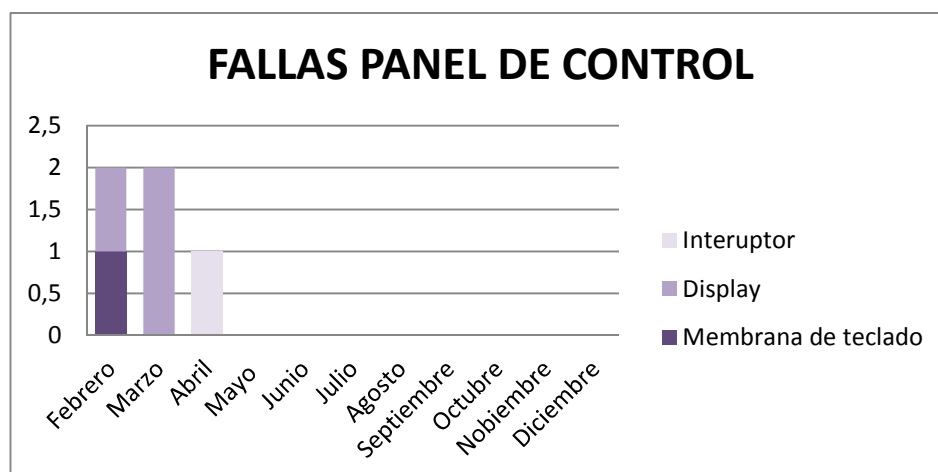 FALLAS PANEL DE CONTROL
2,5
2
1,5
1
0,5
0
Febrero
Marzo
Abril
Mayo
Junio
Julio
Agosto
Septiembre
Octubre
Nobiembre
Diciembre
Interuptor
Display
Membrana de teclado